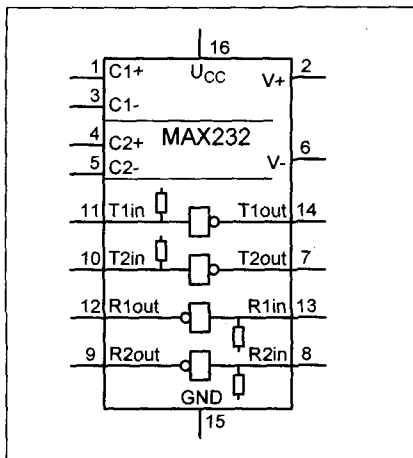 16
UCC
1 C1+ V+ 2
3 C1-
MAX232
4 C2+
5 C2- V- 6
11 T1in T1out 14
10 T2in T2out 7
12 R1out R1in 13
9 R2out R2in 8
GND
15